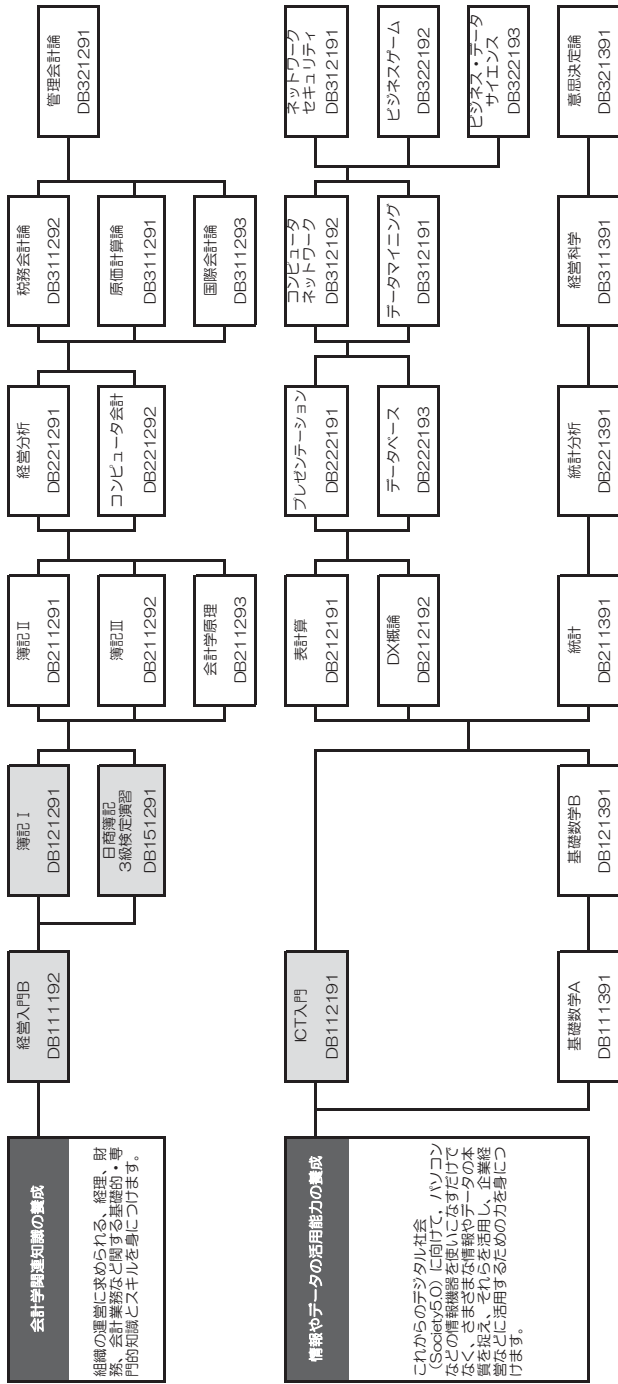 会計学関連知識の養成
組織の運営に求められる、経理、財
務、会計業務など関する基礎的・専
門的知識とスキルを身につけます。
経営入門B
DB111192
簿記Ⅰ
DB121291
日商簿記
3級検定演習
DB151291
簿記Ⅱ
DB211291
簿記Ⅲ
DB211292
会計学原理
DB211293
経営分析
DB221291
コンピュータ会計
DB221292
税務会計論
DB311292
原価計算論
DB311291
国際会計論
DB311293
管理会計論
DB321291
情報やデータの活用能力の養成
これからのデジタル社会
（Society5.0）に向けて、パソコン
などの情報機器を使いこなすだけで
なく、さまざまな情報やデータの本
質を捉え、それらを活用し、企業経
営などに活用するための力を身につ
けます。
ICT入門
DB112191
基礎数学A
DB111391
基礎数学B
DB121391
表計算
DB212191
DX概論
DB212192
統計
DB211391
プレゼンテーション
DB222191
データベース
DB222193
統計分析
DB221391
コンピュータ
ネットワーク
DB312192
データマイニング
DB312191
経営科学
DB311391
ネットワーク
セキュリティ
DB312191
ビジネスゲーム
DB322192
ビジネス・データ
サイエンス
DB322193
意思決定論
DB321391